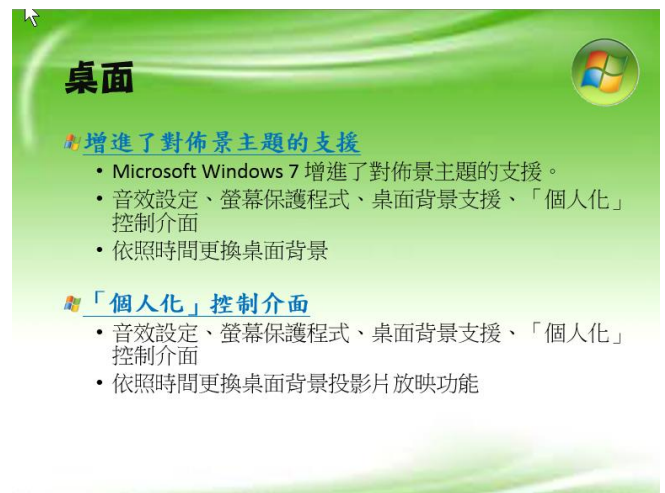 桌面
增進了對佈景主題的支援
• Microsoft Windows 7 增進了對佈景主題的支援。
• 音效設定、螢幕保護程式、桌面背景支援、「個人化」
控制介面
• 依照時間更換桌面背景
「個人化」控制介面
• 音效設定、螢幕保護程式、桌面背景支援、「個人化」
控制介面
• 依照時間更換桌面背景投影片放映功能